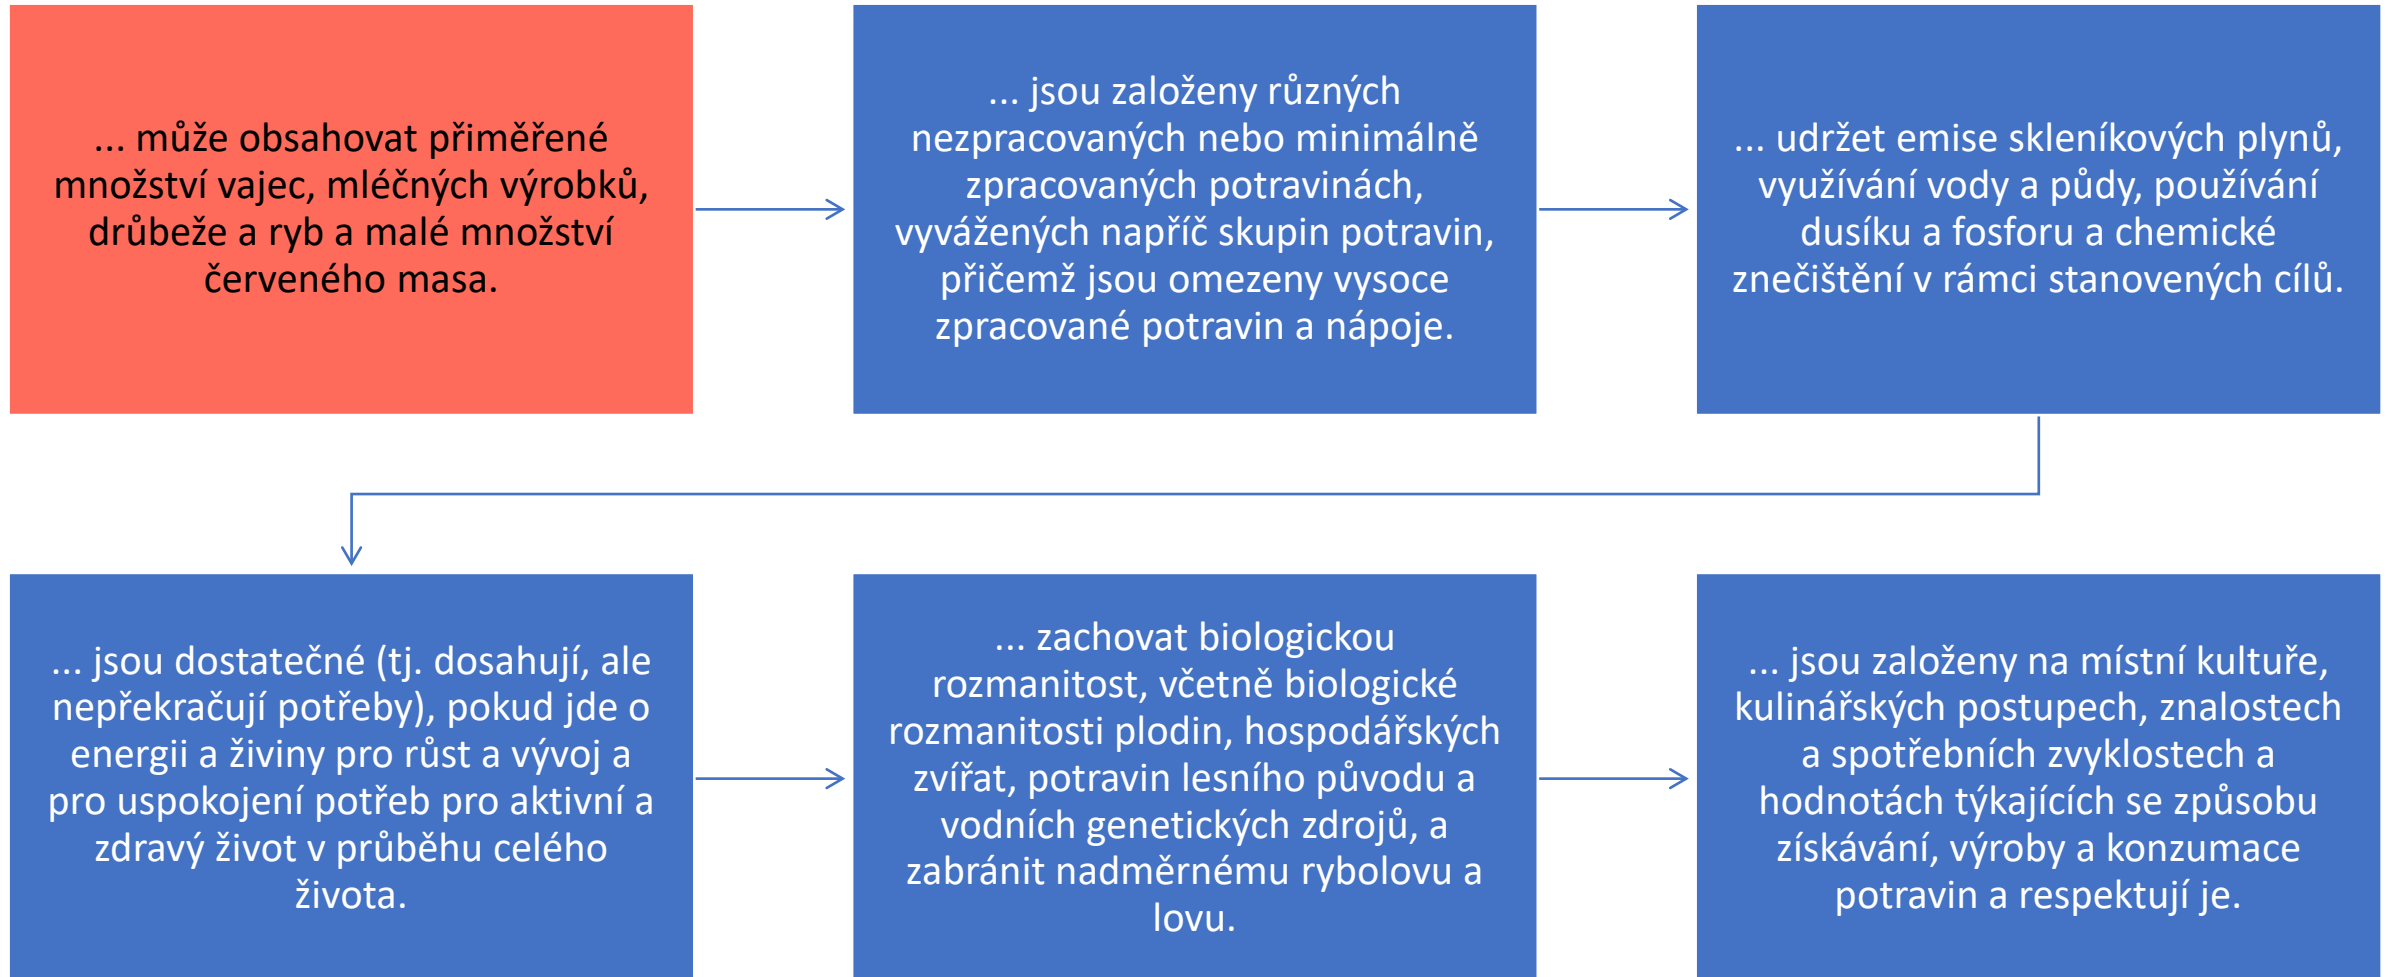 ... může obsahovat přiměřené
množství vajec, mléčných výrobků,
drůbeže a ryb a malé množství
červeného masa.
... jsou založeny různých
nezpracovaných nebo minimálně
zpracovaných potravinách,
vyvážených napříč skupin potravin,
přičemž jsou omezeny vysoce
zpracované potravin a nápoje.
... udržet emise skleníkových plynů,
využívání vody a půdy, používání
dusíku a fosforu a chemické
znečištění v rámci stanovených cílů.
... jsou dostatečné (tj. dosahují, ale
nepřekračují potřeby), pokud jde o
energii a živiny pro růst a vývoj a
pro uspokojení potřeb pro aktivní a
zdravý život v průběhu celého
života.
... zachovat biologickou
rozmanitost, včetně biologické
rozmanitosti plodin, hospodářských
zvířat, potravin lesního původu a
vodních genetických zdrojů, a
zabránit nadměrnému rybolovu a
lovu.
... jsou založeny na místní kultuře,
kulinářských postupech, znalostech
a spotřebních zvyklostech a
hodnotách týkajících se způsobu
získávání, výroby a konzumace
potravin a respektují je.